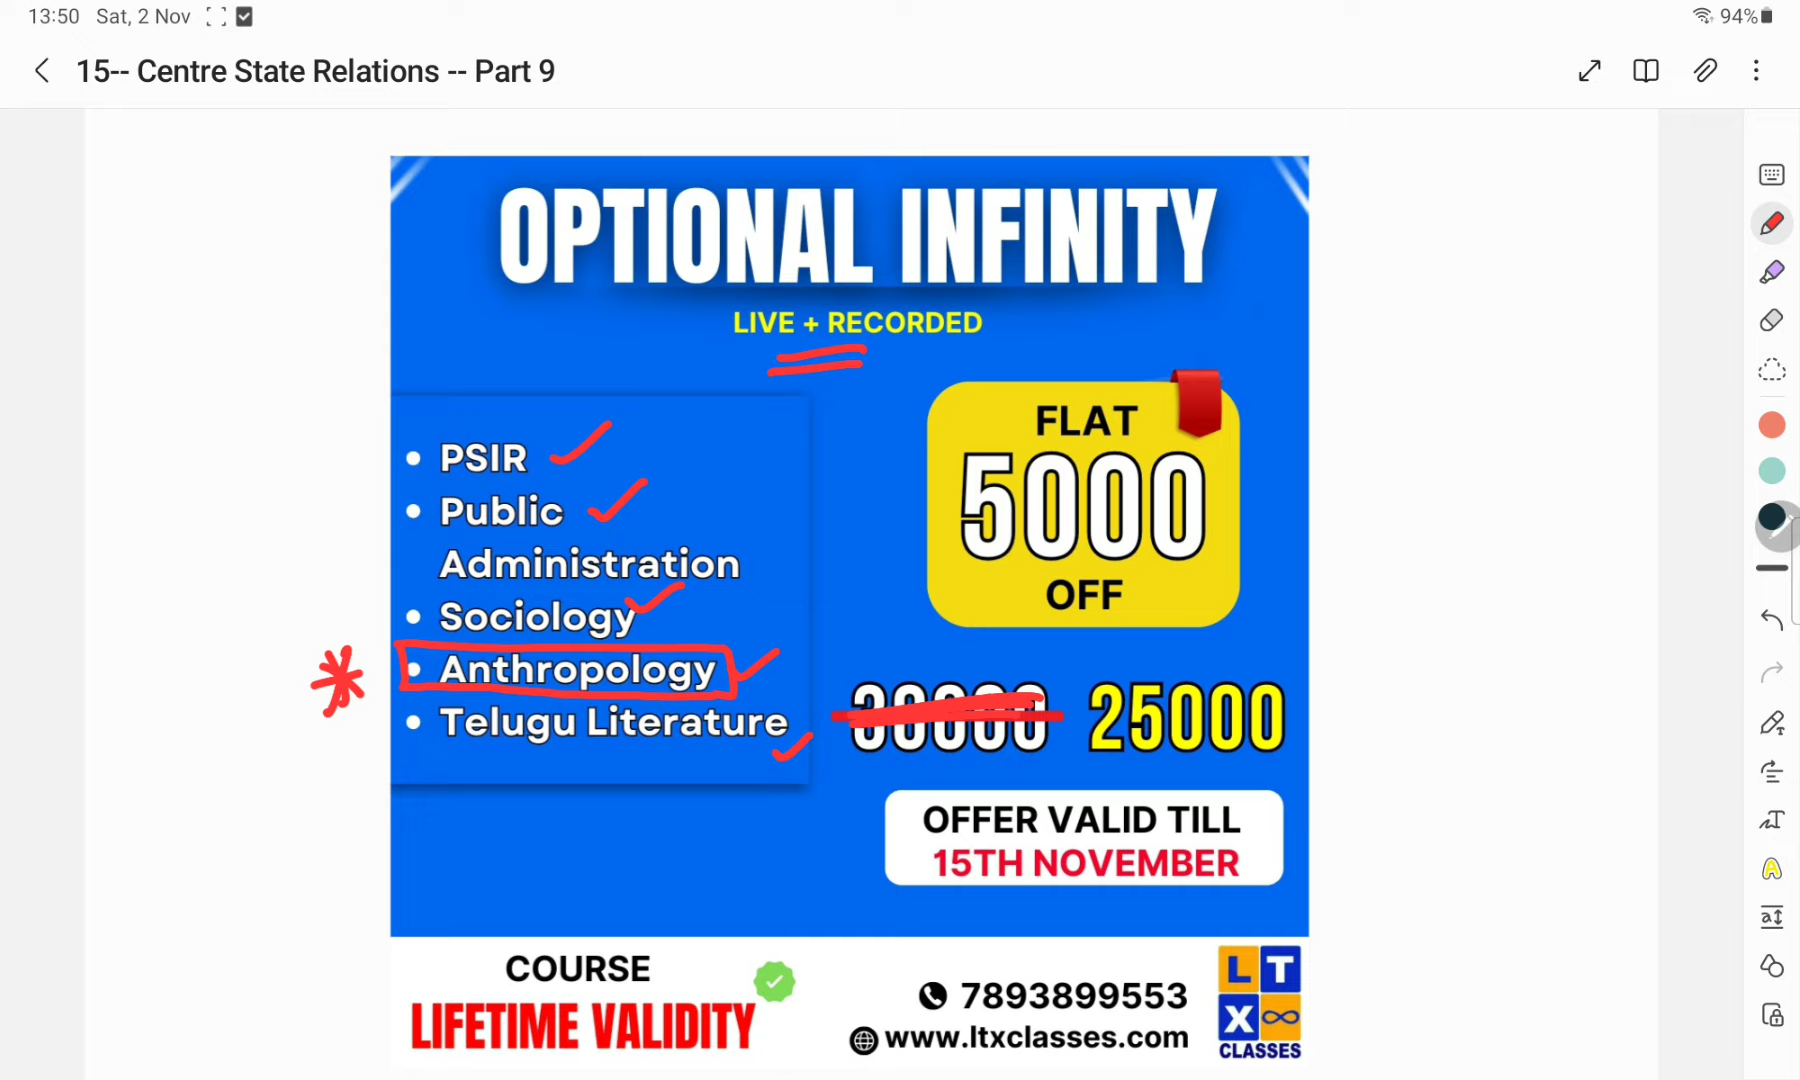 13:50 Sat, 2 Nov
94%
15-- Centre State Relations -- Part 9
OPTIONAL INFINITY
LIVE + RECORDED
• PSIR
• Public
Administration
• Sociology
• Anthropology
• Telugu Literature
FLAT
5000
OFF
30000 25000
OFFER VALID TILL
15TH NOVEMBER
COURSE
LIFETIME VALIDITY
7893899553
www.ltxclasses.com
L T
X ∞
CLASSES